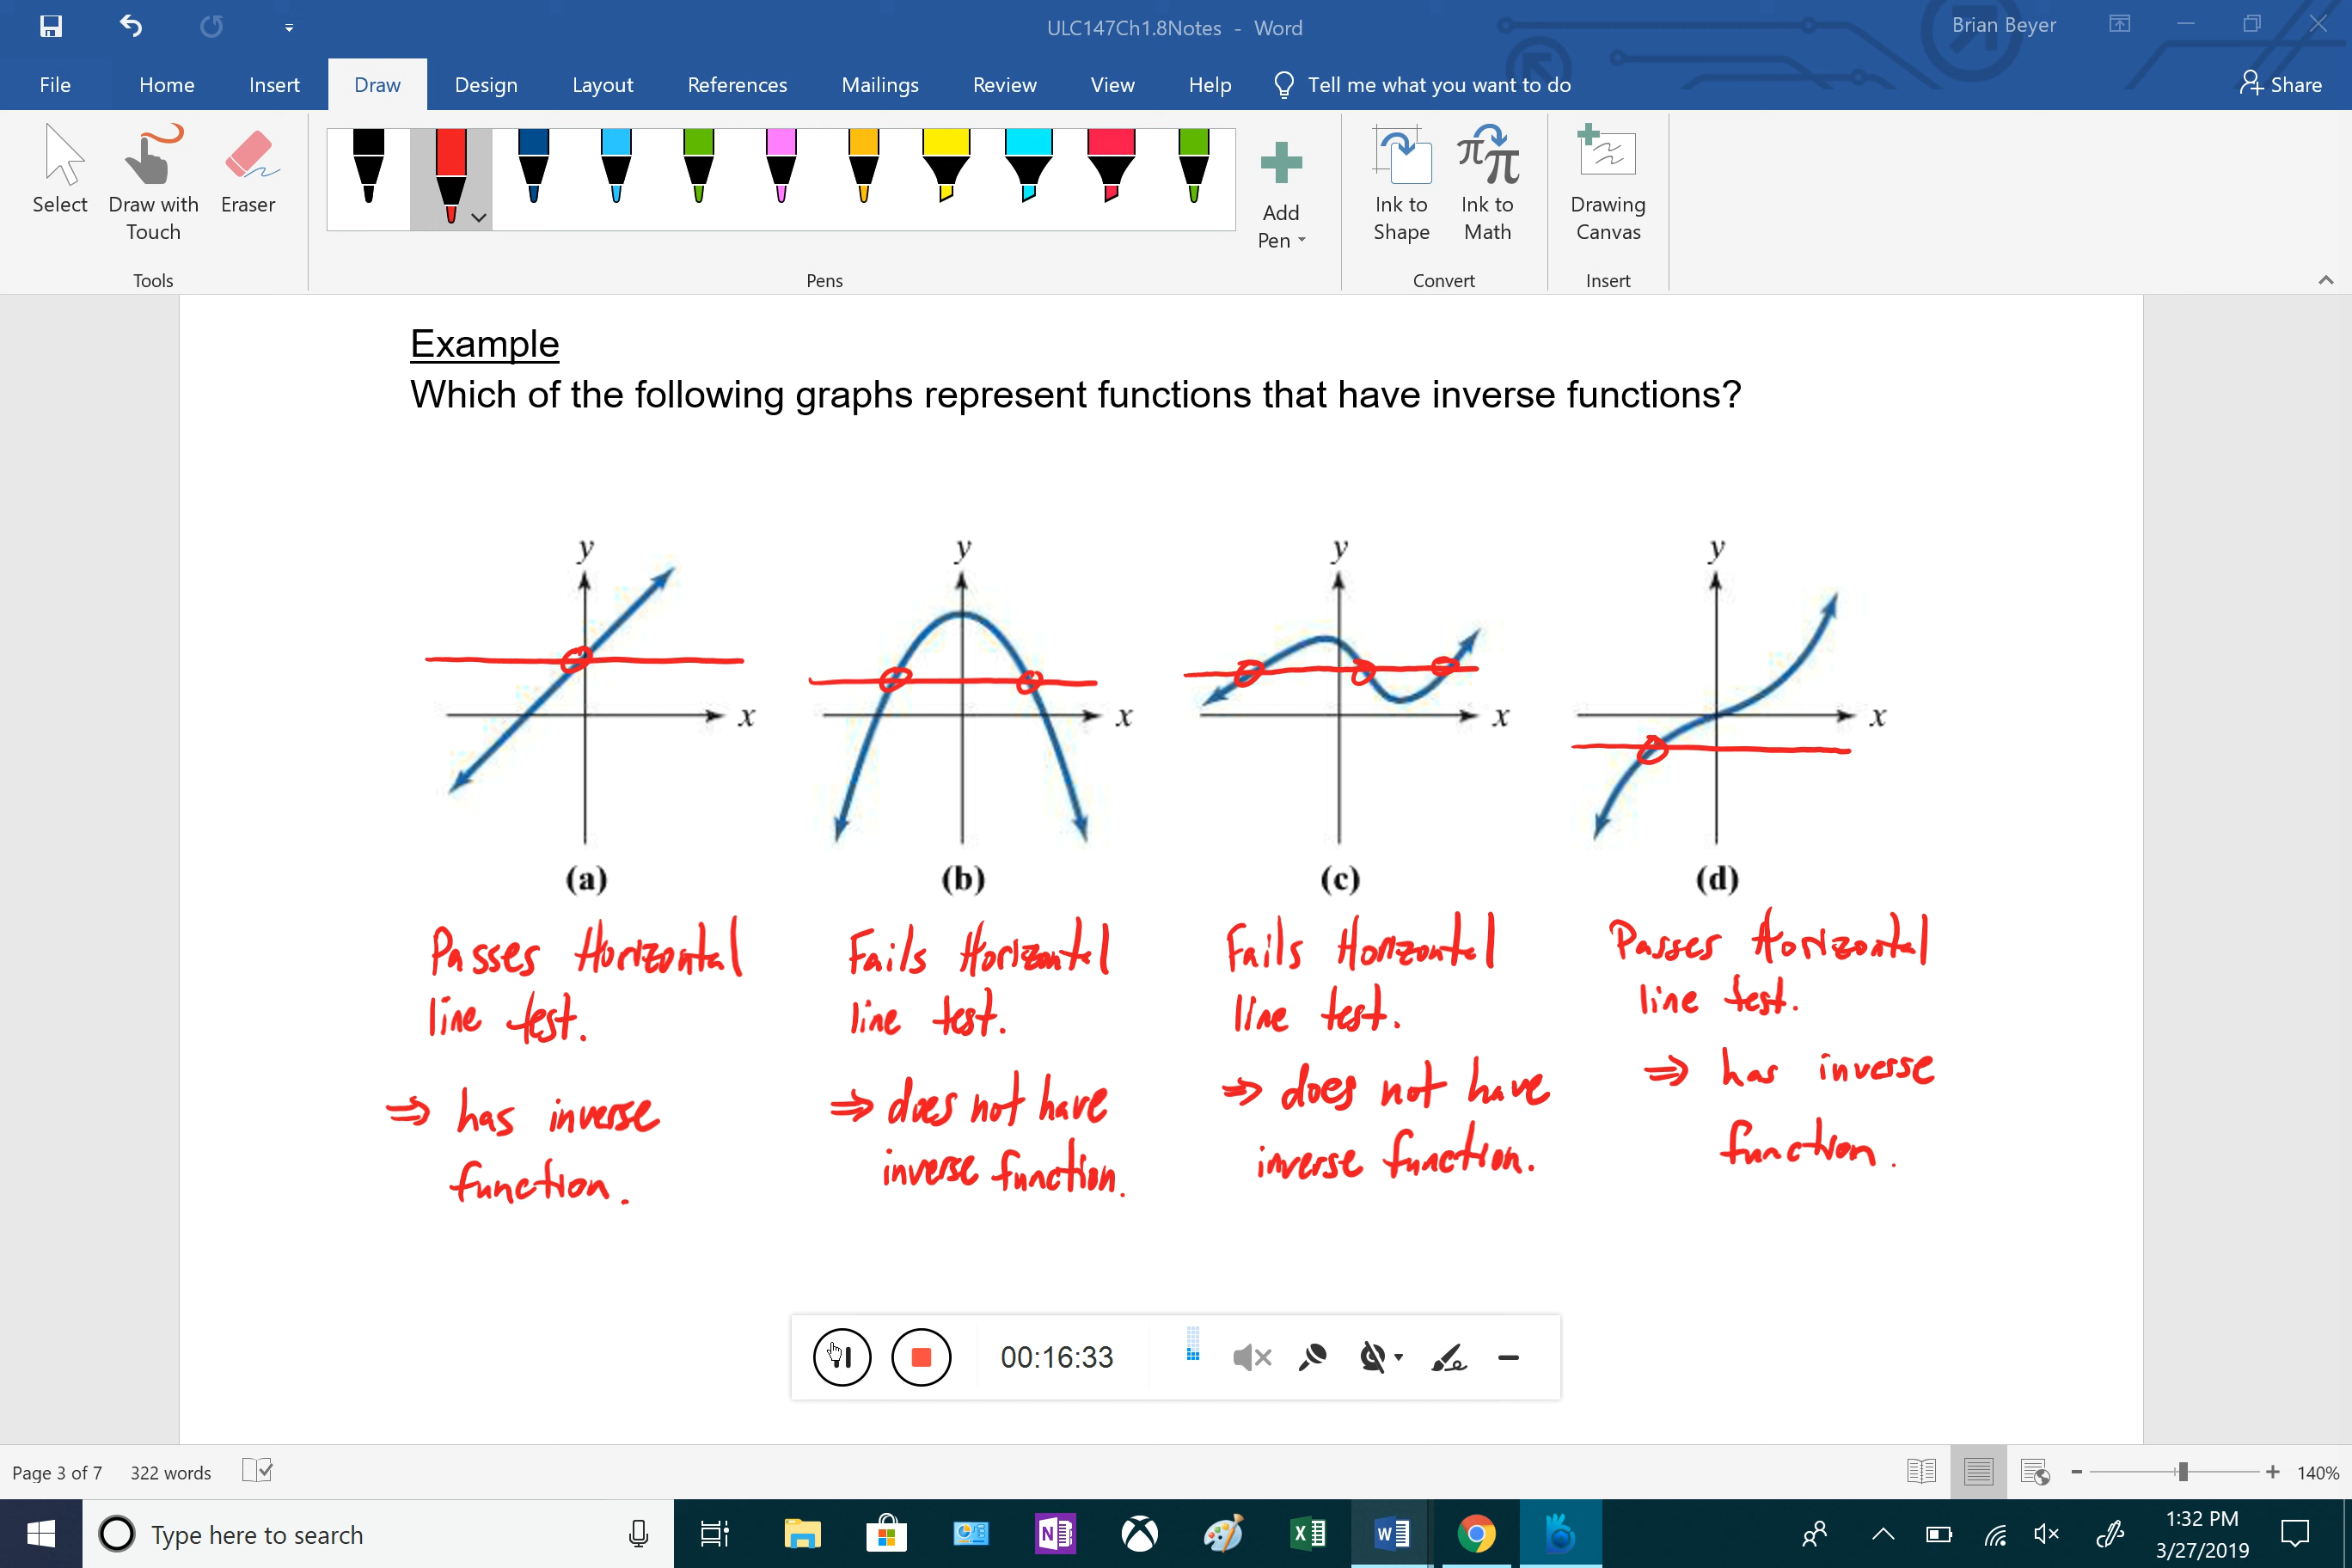 ULC147Ch1.8Notes - Word
Brian Beyer
File Home Insert Draw Design Layout References Mailings Review View Help Tell me what you want to do Share
Select Draw with Touch Eraser
Tools
Pens
Add Pen
Ink to Shape Ink to Math
Convert
Drawing Canvas
Insert
Example
Which of the following graphs represent functions that have inverse functions?
y y y y
x x x x
(a) (b) (c) (d)
Passes Horizontal
line test.
⇒ has inverse
function.
Fails Horizontal
line test.
⇒ does not have
inverse function.
Fails Horizontal
line test.
⇒ does not have
inverse function.
Passes Horizontal
line test.
⇒ has inverse
function.
00:16:33
Page 3 of 7 322 words 140%
Type here to search
1:32 PM
3/27/2019